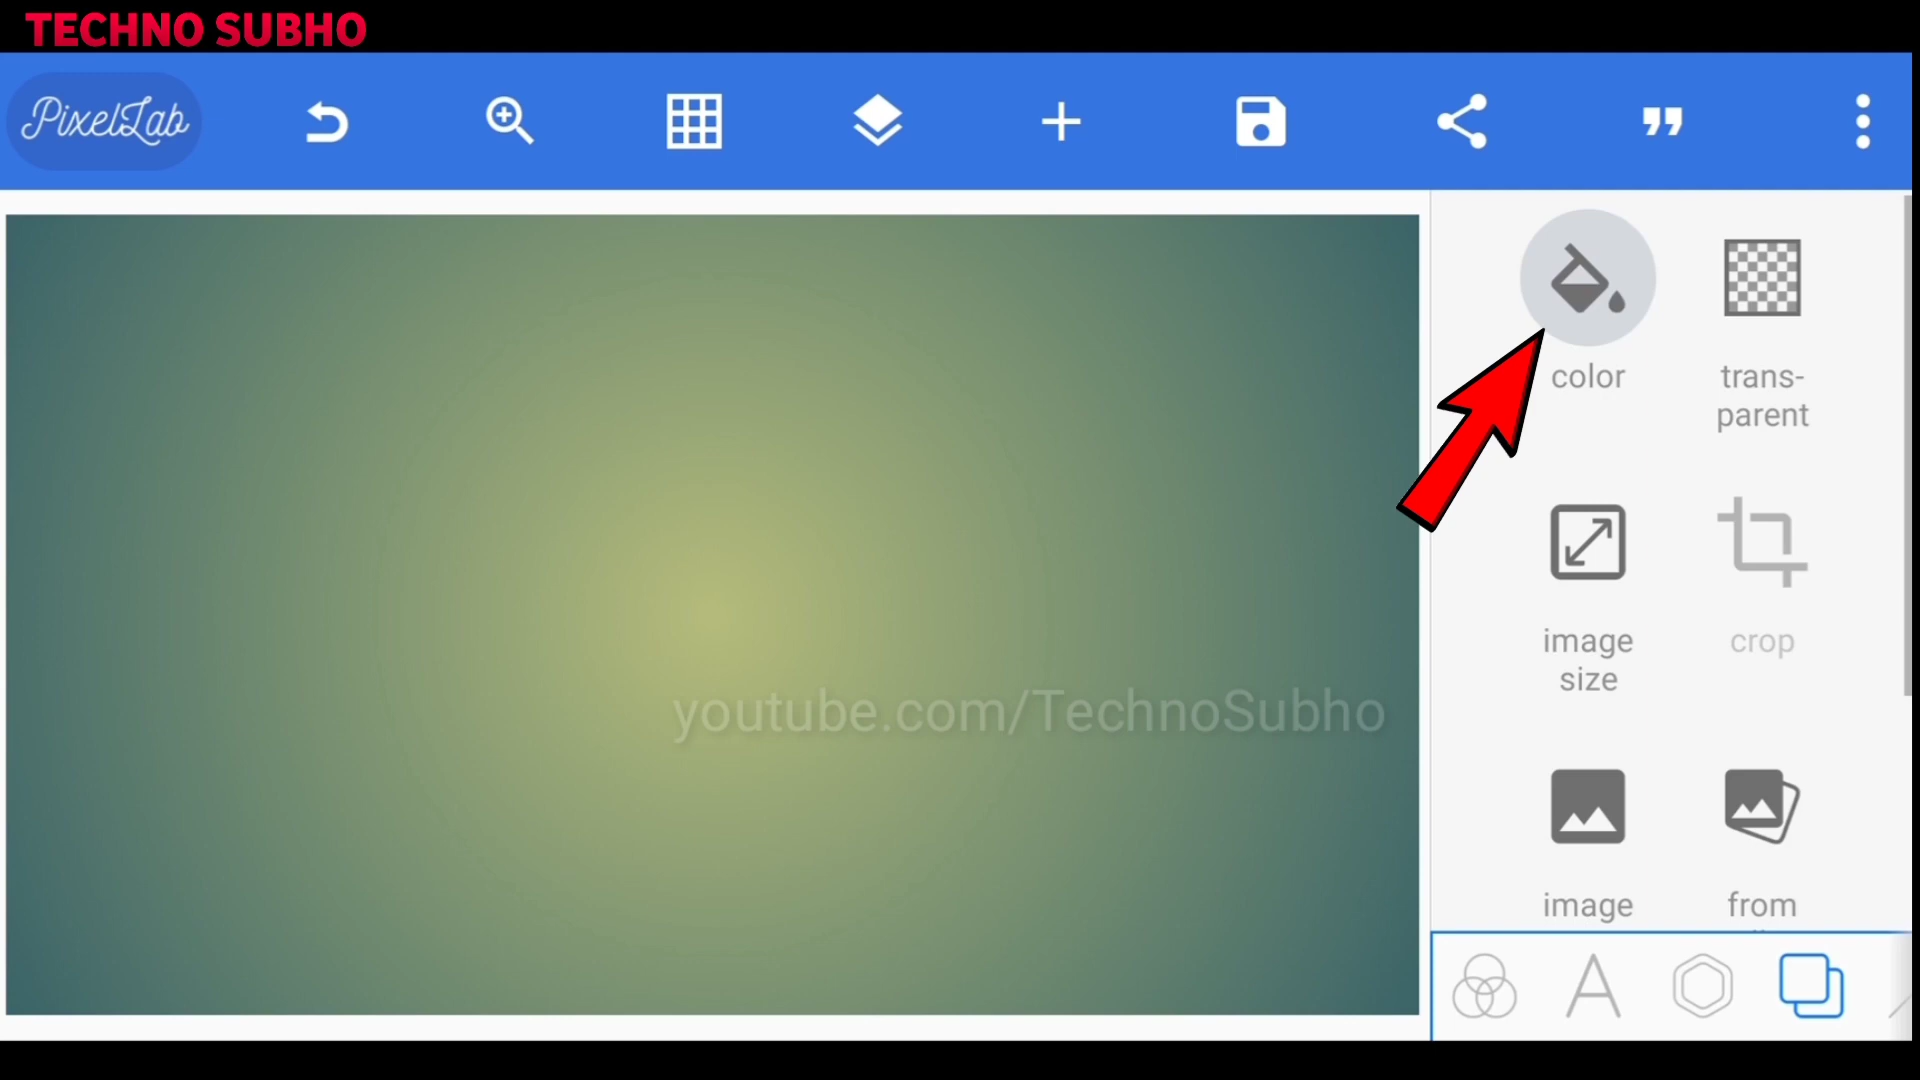 TECHNO SUBHO
PixelLab
color
trans-
parent
youtube.com/TechnoSubho
image
size
crop
image
from